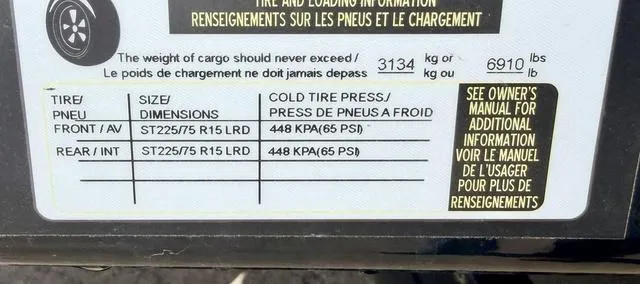 TIRE AND LOADING INFORMATION
RENSEIGNEMENTS SUR LES PNEUS ET LE CHARGEMENT
The weight of cargo should never exceed / 3134 kg or 6910 lbs
Le poids de chargement ne doit jamais depass kg ou lb
TIRE/ SIZE/ COLD TIRE PRESS./
PNEU DIMENSIONS PRESS DE PNEUS A FROID
FRONT / AV ST225/75 R15 LRD 448 KPA(65 PSI)
REAR / INT ST225/75 R15 LRD 448 KPA(65 PSI)
SEE OWNER'S
MANUAL FOR
ADDITIONAL
INFORMATION
VOIR LE MANUEL
DE L'USAGER
POUR PLUS DE
RENSEIGNEMENTS